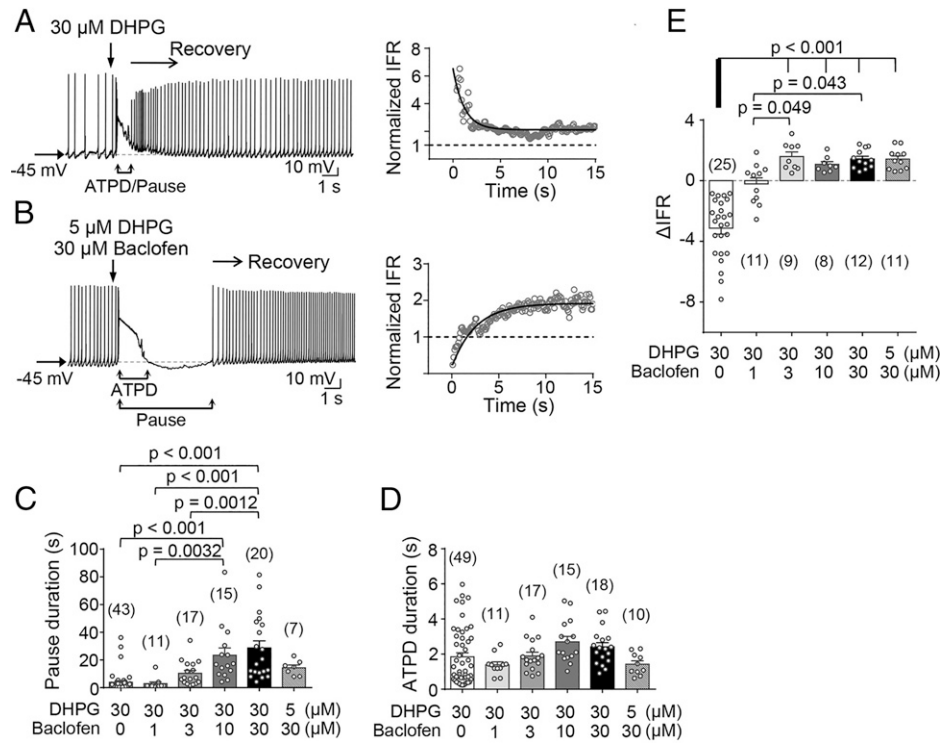 A
30 µM DHPG
Recovery
-45 mV
10 mV
1 s
ATPD/Pause
Normalized IFR
8
6
4
2
1
0 5 10 15
Time (s)
B
5 µM DHPG
30 µM Baclofen
Recovery
-45 mV
10 mV
1 s
ATPD
Pause
Normalized IFR
3
2
1
0
0 5 10 15
Time (s)
E
p < 0.001
p = 0.043
p = 0.049
ΔIFR
4
0
-4
-8
(25)
(11) (9) (8) (12) (11)
DHPG 30 30 30 30 30 5 (µM)
Baclofen 0 1 3 10 30 30 (µM)
C
p < 0.001
p < 0.001
p = 0.0012
p < 0.001
p = 0.0032
Pause duration (s)
100
80
60
40
20
0
(43) (11) (17) (15) (20) (7)
DHPG 30 30 30 30 30 5 (µM)
Baclofen 0 1 3 10 30 30 (µM)
D
ATPD duration (s)
8
6
4
2
0
(49) (11) (17) (15) (18) (10)
DHPG 30 30 30 30 30 5 (µM)
Baclofen 0 1 3 10 30 30 (µM)